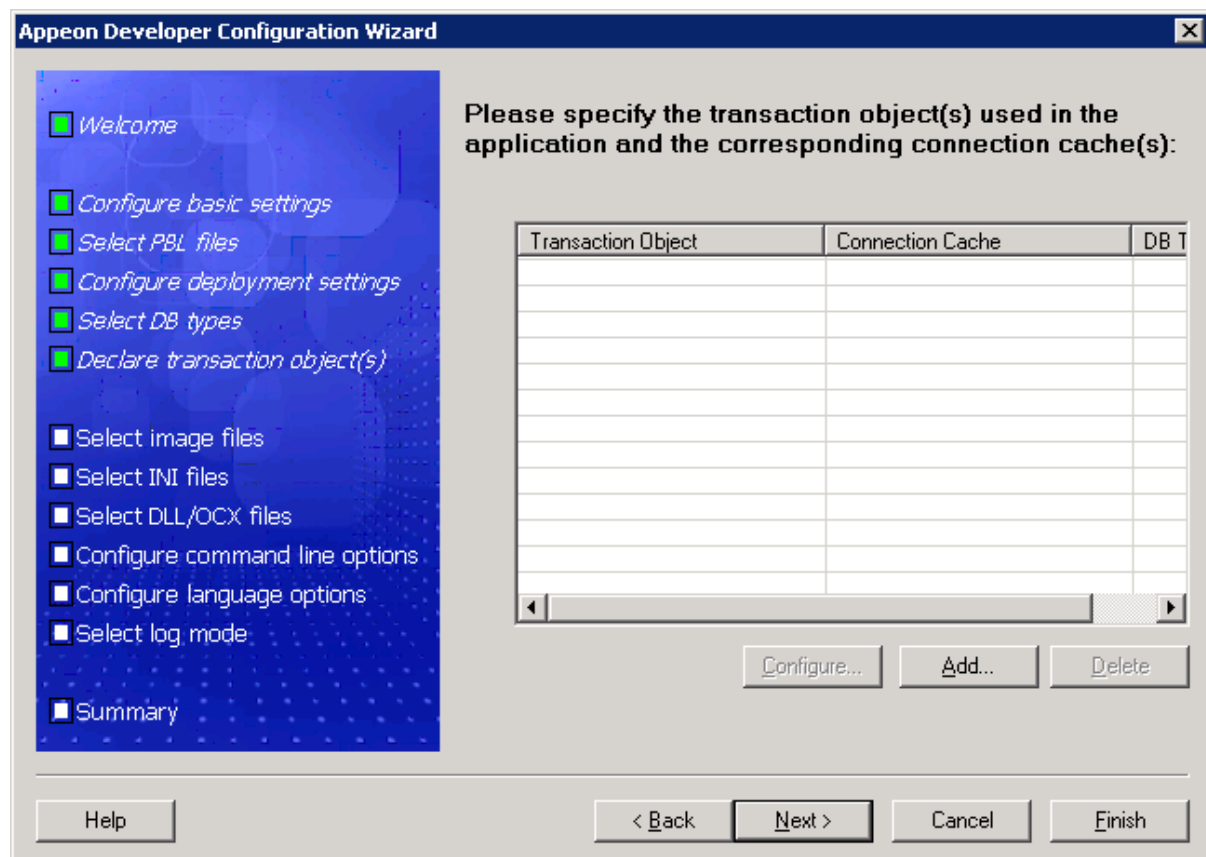 Appeon Developer Configuration Wizard
Welcome
Configure basic settings
Select PBL files
Configure deployment settings
Select DB types
Declare transaction object(s)
Select image files
Select INI files
Select DLL/OCX files
Configure command line options
Configure language options
Select log mode
Summary
Please specify the transaction object(s) used in the
application and the corresponding connection cache(s):
Transaction Object Connection Cache DB T
Configure... Add... Delete
Help < Back Next > Cancel Finish